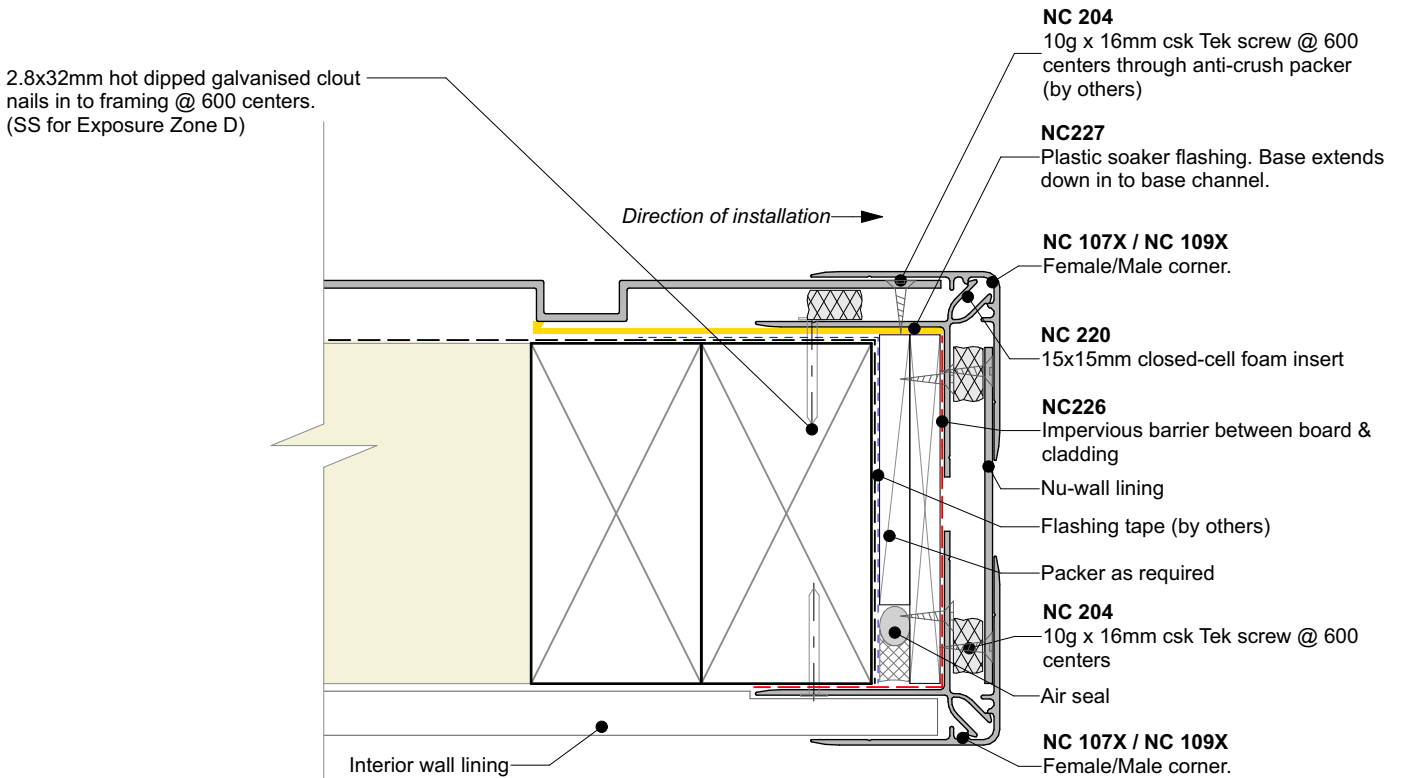 2.8x32mm hot dipped galvanised clout
nails in to framing @ 600 centers.
(SS for Exposure Zone D)
Direction of installation
NC 204
10g x 16mm csk Tek screw @ 600
centers through anti-crush packer
(by others)
NC227
Plastic soaker flashing. Base extends
down in to base channel.
NC 107X / NC 109X
Female/Male corner.
NC 220
15x15mm closed-cell foam insert
NC226
Impervious barrier between board &
cladding
Nu-wall lining
Flashing tape (by others)
Packer as required
NC 204
10g x 16mm csk Tek screw @ 600
centers
Air seal
NC 107X / NC 109X
Female/Male corner.
Interior wall lining